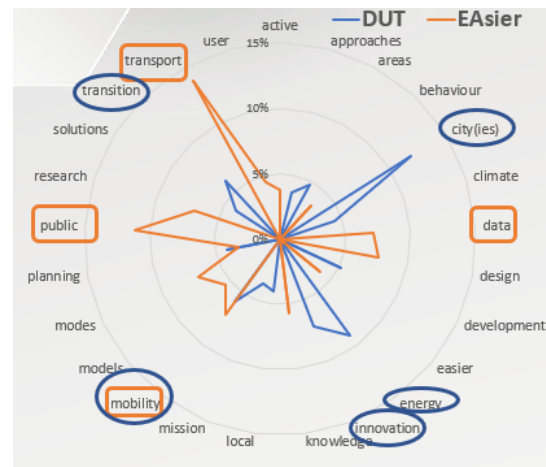 DUT EAsier
active
15%
user
approaches
transport
areas
transition
behaviour
10%
solutions
city(ies)
research
5%
climate
public
data
0%
planning
design
modes
development
models
easier
mobility
energy
mission
innovation
local
knowledge